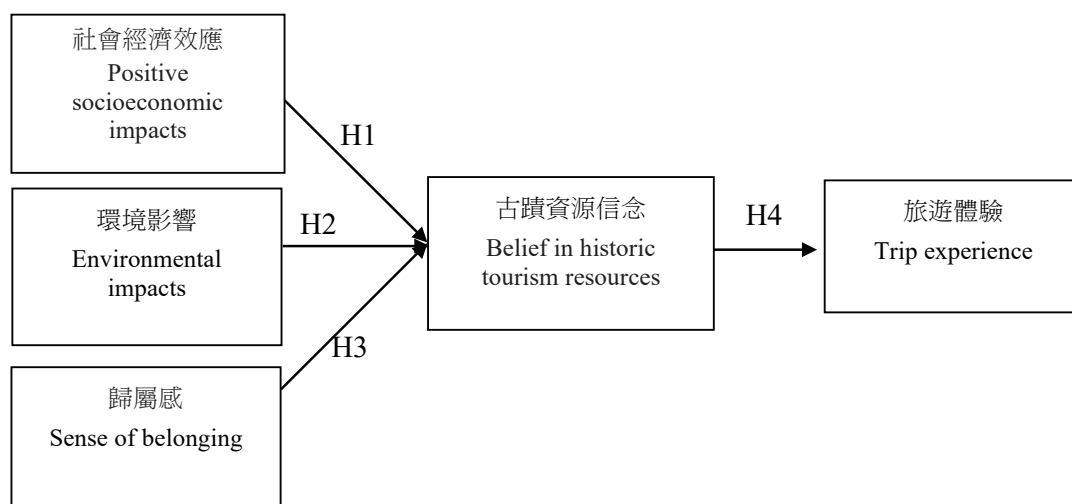 社會經濟效應
Positive
socioeconomic
impacts
H1
環境影響
Environmental
impacts
H2
歸屬感
Sense of belonging
H3
古蹟資源信念
Belief in historic
tourism resources
H4
旅遊體驗
Trip experience